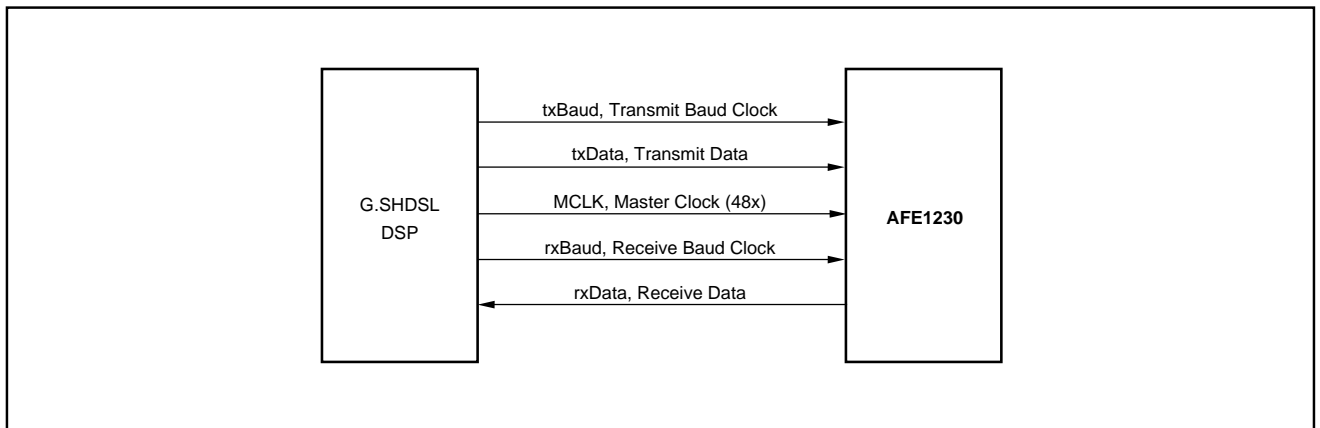 txBaud, Transmit Baud Clock
txData, Transmit Data
G.SHDSL
DSP
MCLK, Master Clock (48x)
AFE1230
rxBaud, Receive Baud Clock
rxData, Receive Data